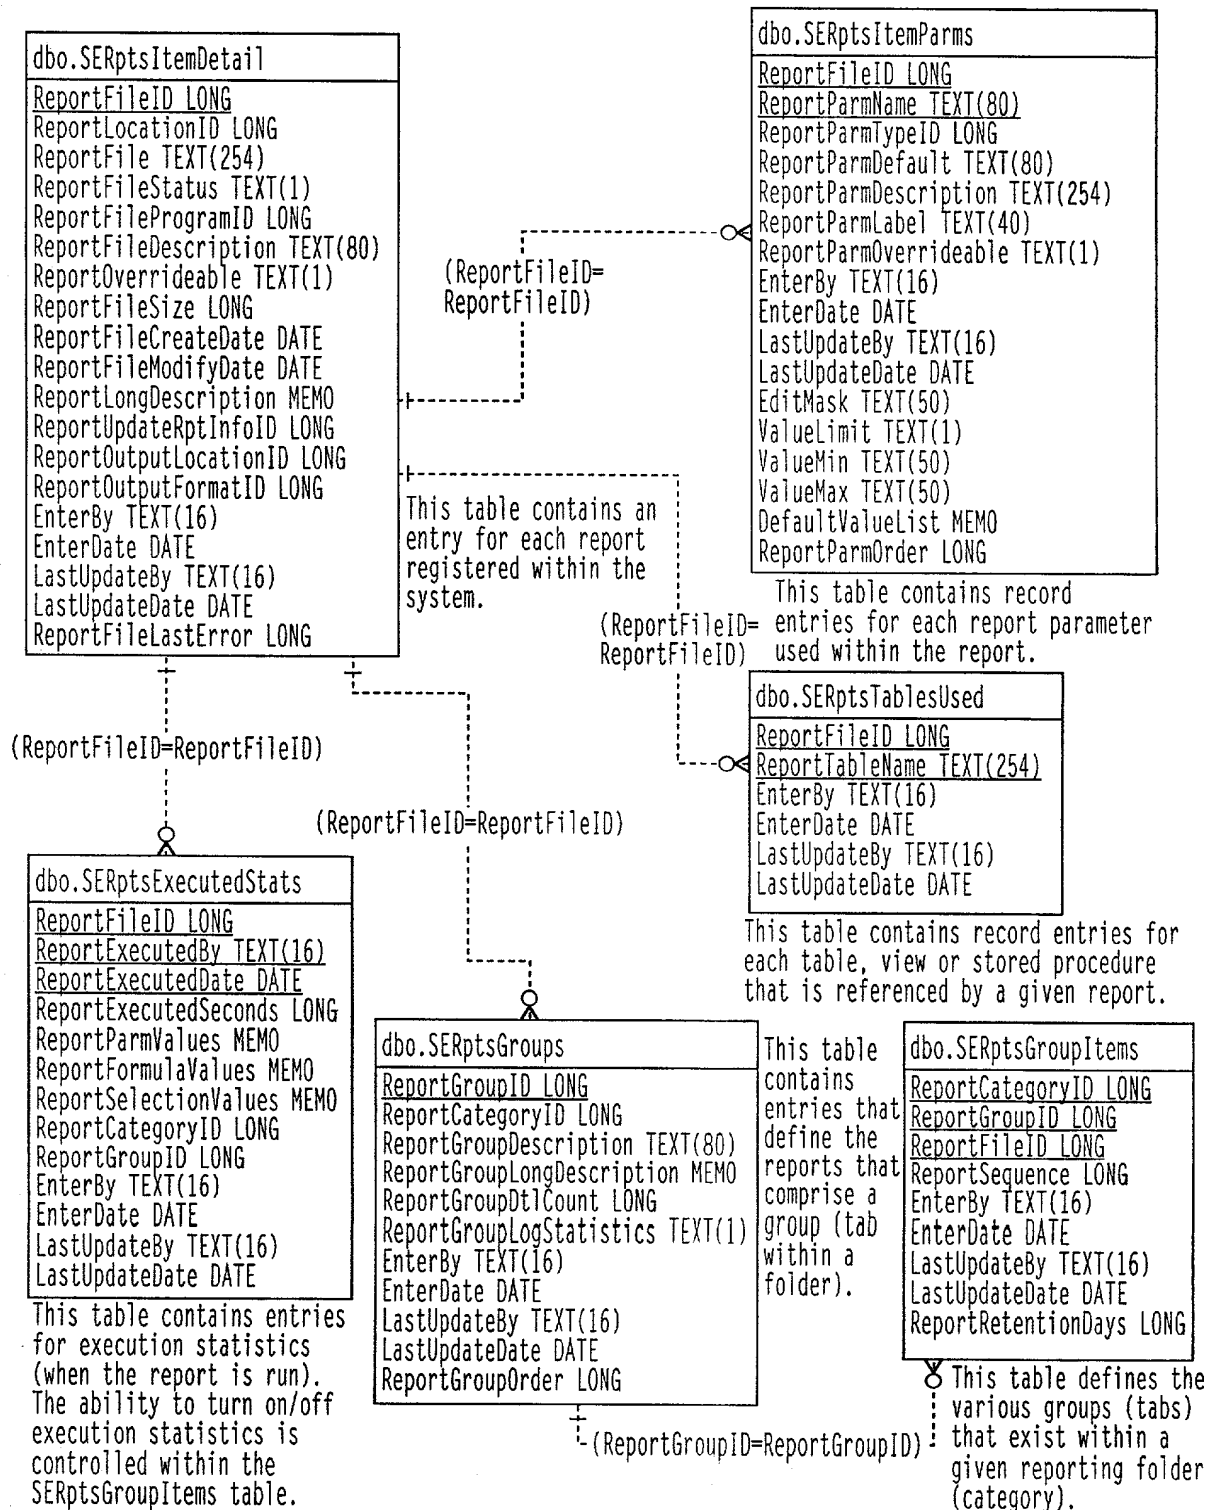 dbo.SERptsItemDetail
ReportFileID LONG
ReportLocationID LONG
ReportFile TEXT(254)
ReportFileStatus TEXT(1)
ReportFileProgramID LONG
ReportFileDescription TEXT(80)
ReportOverrideable TEXT(1)
ReportFileSize LONG
ReportFileCreateDate DATE
ReportFileModifyDate DATE
ReportLongDescription MEMO
ReportUpdateRptInfoID LONG
ReportOutputLocationID LONG
ReportOutputFormatID LONG
EnterBy TEXT(16)
EnterDate DATE
LastUpdateBy TEXT(16)
LastUpdateDate DATE
ReportFileLastError LONG
This table contains an
entry for each report
registered within the
system.
(ReportFileID=
ReportFileID)
dbo.SERptsItemParms
ReportFileID LONG
ReportParmName TEXT(80)
ReportParmTypeID LONG
ReportParmDefault TEXT(80)
ReportParmDescription TEXT(254)
ReportParmLabel TEXT(40)
ReportParmOverrideable TEXT(1)
EnterBy TEXT(16)
EnterDate DATE
LastUpdateBy TEXT(16)
LastUpdateDate DATE
EditMask TEXT(50)
ValueLimit TEXT(1)
ValueMin TEXT(50)
ValueMax TEXT(50)
DefaultValueList MEMO
ReportParmOrder LONG
This table contains record
entries for each report parameter
used within the report.
(ReportFileID=
ReportFileID)
dbo.SERptsTablesUsed
ReportFileID LONG
ReportTableName TEXT(254)
EnterBy TEXT(16)
EnterDate DATE
LastUpdateBy TEXT(16)
LastUpdateDate DATE
This table contains record entries for
each table, view or stored procedure
that is referenced by a given report.
(ReportFileID=ReportFileID)
(ReportFileID=ReportFileID)
dbo.SERptsExecutedStats
ReportFileID LONG
ReportExecutedBy TEXT(16)
ReportExecutedDate DATE
ReportExecutedSeconds LONG
ReportParmValues MEMO
ReportFormulaValues MEMO
ReportSelectionValues MEMO
ReportCategoryID LONG
ReportGroupID LONG
EnterBy TEXT(16)
EnterDate DATE
LastUpdateBy TEXT(16)
LastUpdateDate DATE
This table contains entries
for execution statistics
(when the report is run).
The ability to turn on/off
execution statistics is
controlled within the
SERptsGroupItems table.
dbo.SERptsGroups
ReportGroupID LONG
ReportCategoryID LONG
ReportGroupDescription TEXT(80)
ReportGroupLongDescription MEMO
ReportGroupDtlCount LONG
ReportGroupLogStatistics TEXT(1)
EnterBy TEXT(16)
EnterDate DATE
LastUpdateBy TEXT(16)
LastUpdateDate DATE
ReportGroupOrder LONG
This table
contains
entries that
define the
reports that
comprise a
group (tab
within a
folder).
dbo.SERptsGroupItems
ReportCategoryID LONG
ReportGroupID LONG
ReportFileID LONG
ReportSequence LONG
EnterBy TEXT(16)
EnterDate DATE
LastUpdateBy TEXT(16)
LastUpdateDate DATE
ReportRetentionDays LONG
(ReportGroupID=ReportGroupID)
This table defines the
various groups (tabs)
that exist within a
given reporting folder
(category).